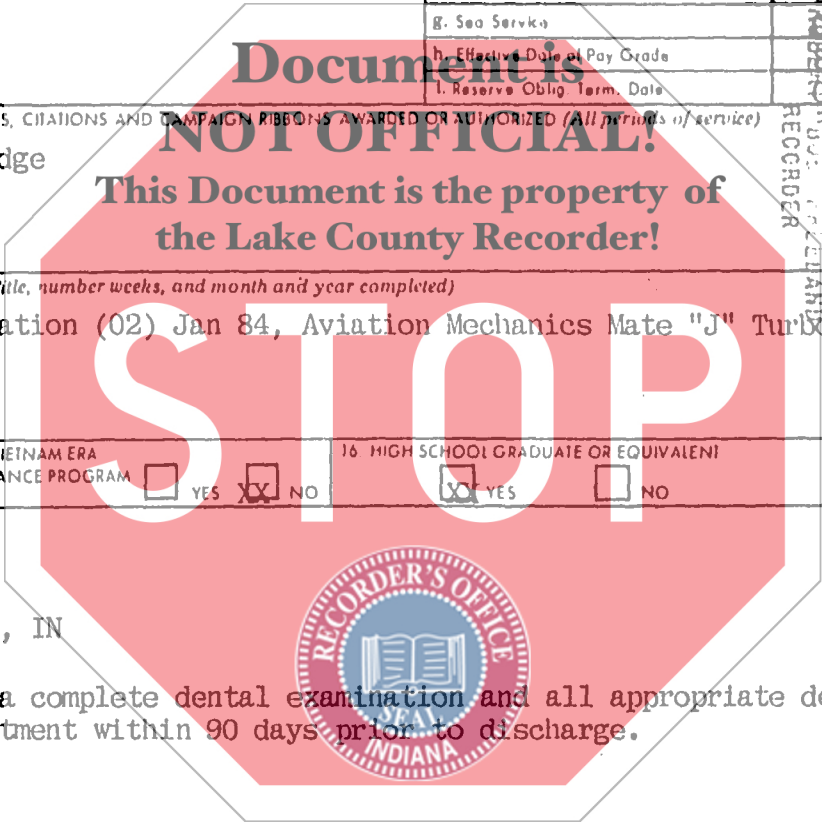 g. Sea Service
h. Effective Date of Pay Grade
i. Reserve Oblig. Term. Date
Document is
NOT OFFICIAL!
This Document is the property of
the Lake County Recorder!
S, CITATIONS AND CAMPAIGN RIBBONS AWARDED OR AUTHORIZED (All periods of service)
dge
RECORDER
itle, number weeks, and month and year completed)
ation (02) Jan 84, Aviation Mechanics Mate "J" Turbo
STOP
IETNAM ERA
ANCE PROGRAM
YES XX NO
16. HIGH SCHOOL GRADUATE OR EQUIVALENT
XX YES NO
, IN
a complete dental examination and all appropriate de
tment within 90 days prior to discharge.
RECORDER'S OFFICE
SEAL
INDIANA